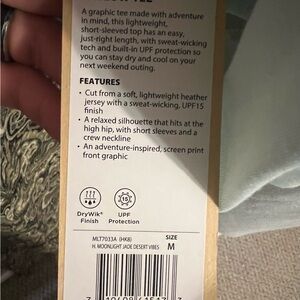 A graphic tee made with adventure
in mind, this lightweight,
short-sleeved top has an easy,
just-right length, with sweat-wicking
tech and built-in UPF protection so
you can stay dry and cool on your
next weekend outing.
FEATURES
• Cut from a soft, lightweight heather
jersey with a sweat-wicking, UPF15
finish
• A relaxed silhouette that hits at the
high hip, with short sleeves and a
crew neckline
• An adventure-inspired, screen print
front graphic
15
DryWik®
Finish
UPF
Protection
MLT7033A (HKB)
H. MOONLIGHT JADE DESERT VIBES
SIZE
M